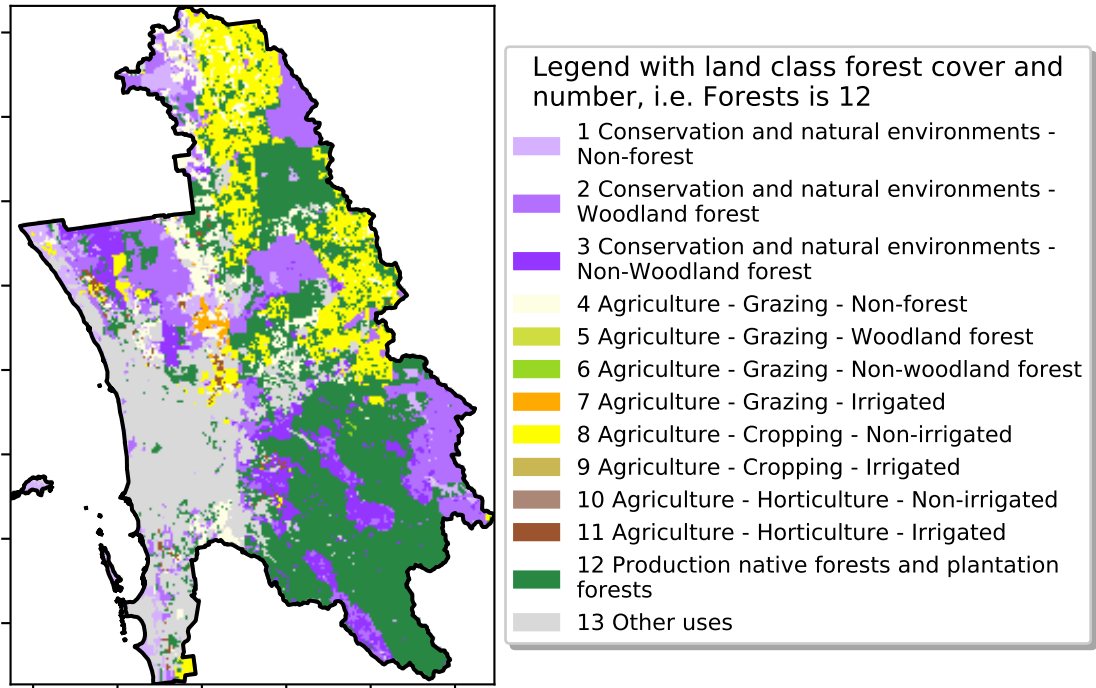 Legend with land class forest cover and
number, i.e. Forests is 12
1 Conservation and natural environments -
Non-forest
2 Conservation and natural environments -
Woodland forest
3 Conservation and natural environments -
Non-Woodland forest
4 Agriculture - Grazing - Non-forest
5 Agriculture - Grazing - Woodland forest
6 Agriculture - Grazing - Non-woodland forest
7 Agriculture - Grazing - Irrigated
8 Agriculture - Cropping - Non-irrigated
9 Agriculture - Cropping - Irrigated
10 Agriculture - Horticulture - Non-irrigated
11 Agriculture - Horticulture - Irrigated
12 Production native forests and plantation
forests
13 Other uses